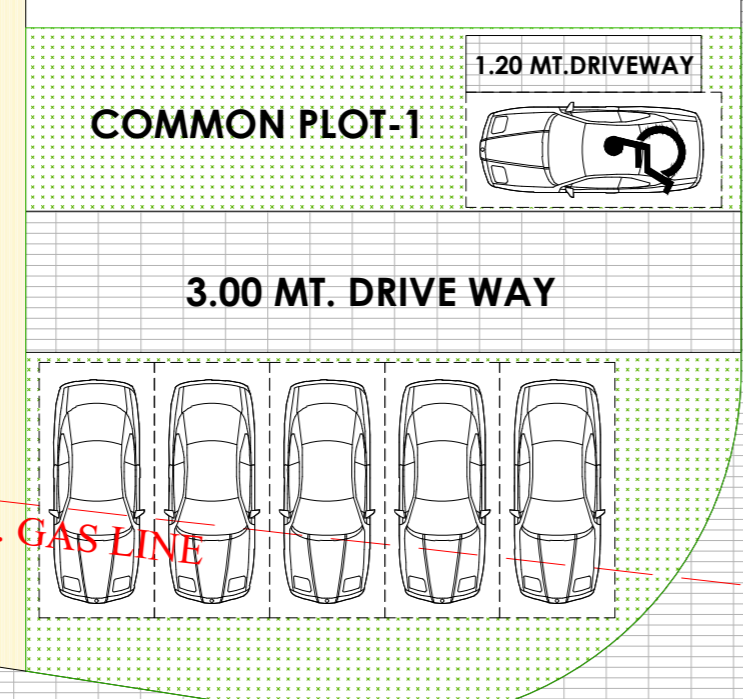 1.20 MT.DRIVEWAY
COMMON PLOT-1
3.00 MT. DRIVE WAY
. GAS LINE